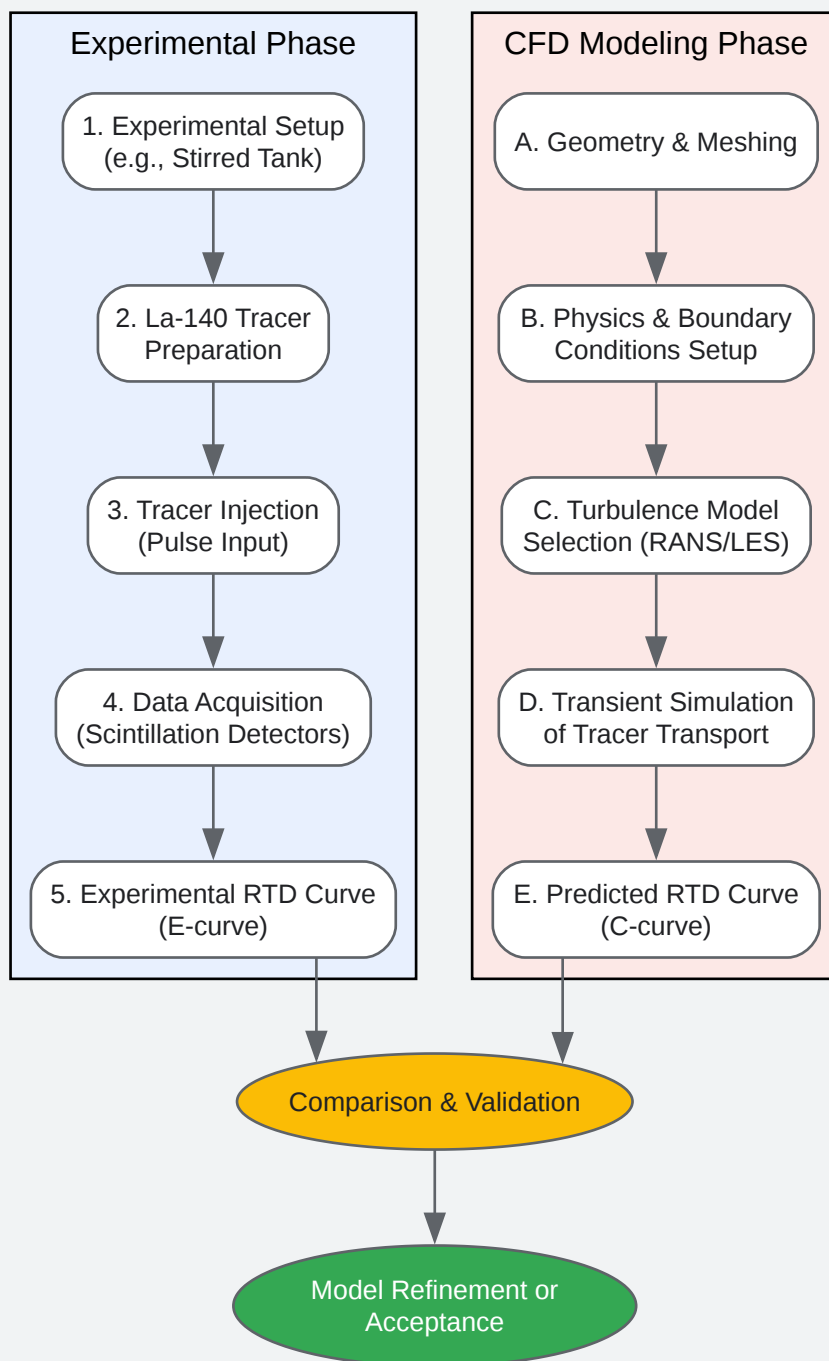 Experimental Phase
1. Experimental Setup
(e.g., Stirred Tank)
2. La-140 Tracer
Preparation
3. Tracer Injection
(Pulse Input)
4. Data Acquisition
(Scintillation Detectors)
5. Experimental RTD Curve
(E-curve)
CFD Modeling Phase
A. Geometry & Meshing
B. Physics & Boundary
Conditions Setup
C. Turbulence Model
Selection (RANS/LES)
D. Transient Simulation
of Tracer Transport
E. Predicted RTD Curve
(C-curve)
Comparison & Validation
Model Refinement or
Acceptance